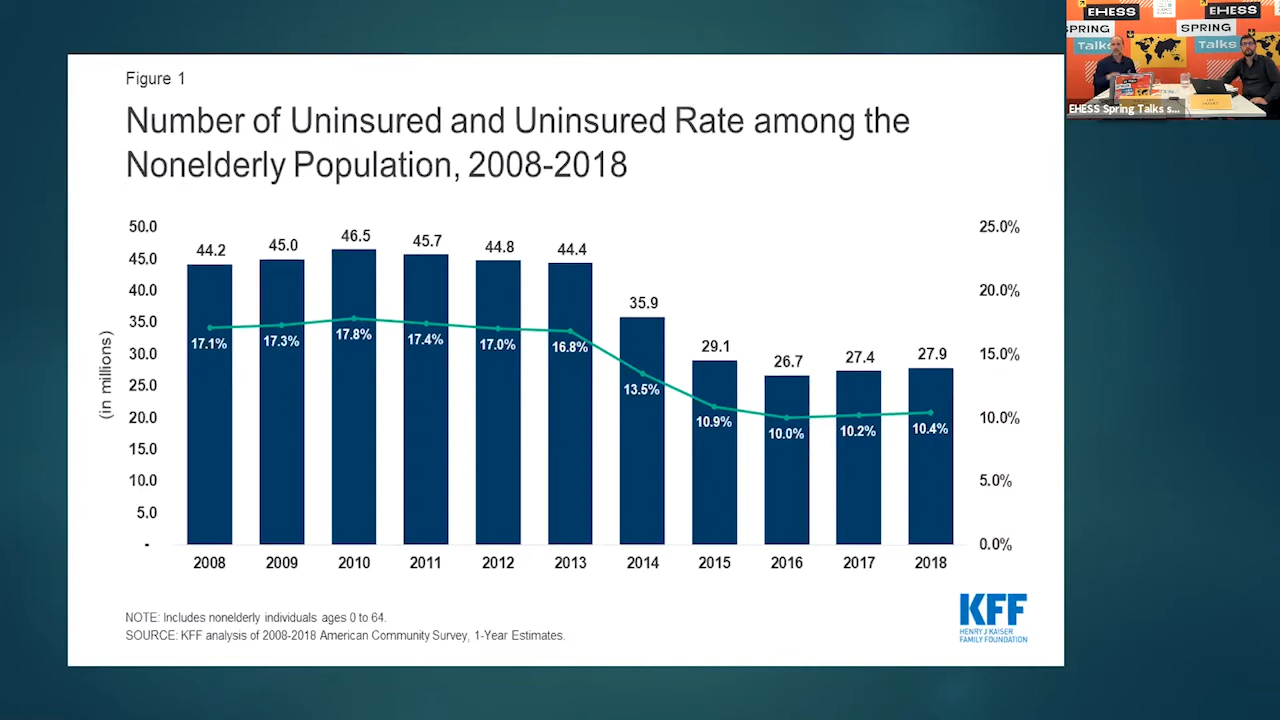 Figure 1
Number of Uninsured and Uninsured Rate among the
Nonelderly Population, 2008-2018
50.0
45.0
40.0
35.0
30.0
25.0
20.0
15.0
10.0
5.0
-
(in millions)
44.2
45.0
46.5
45.7
44.8
44.4
35.9
29.1
26.7
27.4
27.9
17.1%
17.3%
17.8%
17.4%
17.0%
16.8%
13.5%
10.9%
10.0%
10.2%
10.4%
25.0%
20.0%
15.0%
10.0%
5.0%
0.0%
2008 2009 2010 2011 2012 2013 2014 2015 2016 2017 2018
NOTE: Includes nonelderly individuals ages 0 to 64.
SOURCE: KFF analysis of 2008-2018 American Community Survey, 1-Year Estimates.
KFF
HENRY J KAISER
FAMILY FOUNDATION
EHESS
EHESS
SPRING
SPRING
Talks
Talks
EHESS Spring Talks s...